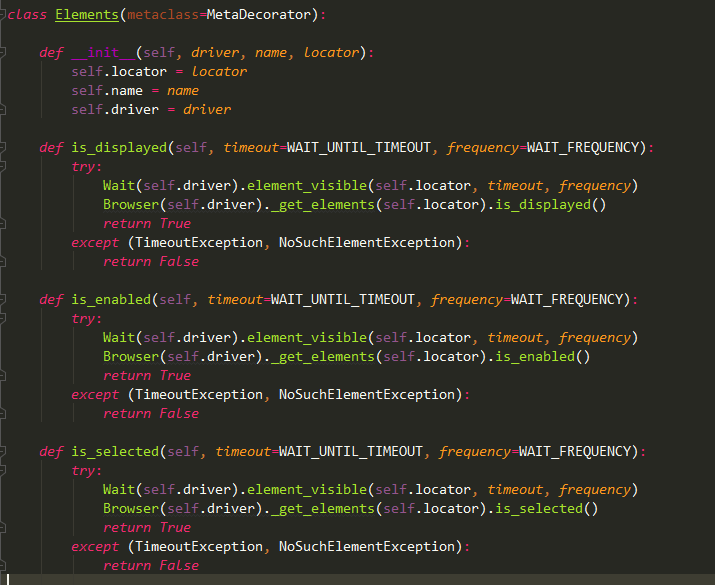 class Elements(metaclass=MetaDecorator):
def __init__(self, driver, name, locator):
self.locator = locator
self.name = name
self.driver = driver
def is_displayed(self, timeout=WAIT_UNTIL_TIMEOUT, frequency=WAIT_FREQUENCY):
try:
Wait(self.driver).element_visible(self.locator, timeout, frequency)
Browser(self.driver)._get_elements(self.locator).is_displayed()
return True
except (TimeoutException, NoSuchElementException):
return False
def is_enabled(self, timeout=WAIT_UNTIL_TIMEOUT, frequency=WAIT_FREQUENCY):
try:
Wait(self.driver).element_visible(self.locator, timeout, frequency)
Browser(self.driver)._get_elements(self.locator).is_enabled()
return True
except (TimeoutException, NoSuchElementException):
return False
def is_selected(self, timeout=WAIT_UNTIL_TIMEOUT, frequency=WAIT_FREQUENCY):
try:
Wait(self.driver).element_visible(self.locator, timeout, frequency)
Browser(self.driver)._get_elements(self.locator).is_selected()
return True
except (TimeoutException, NoSuchElementException):
return False